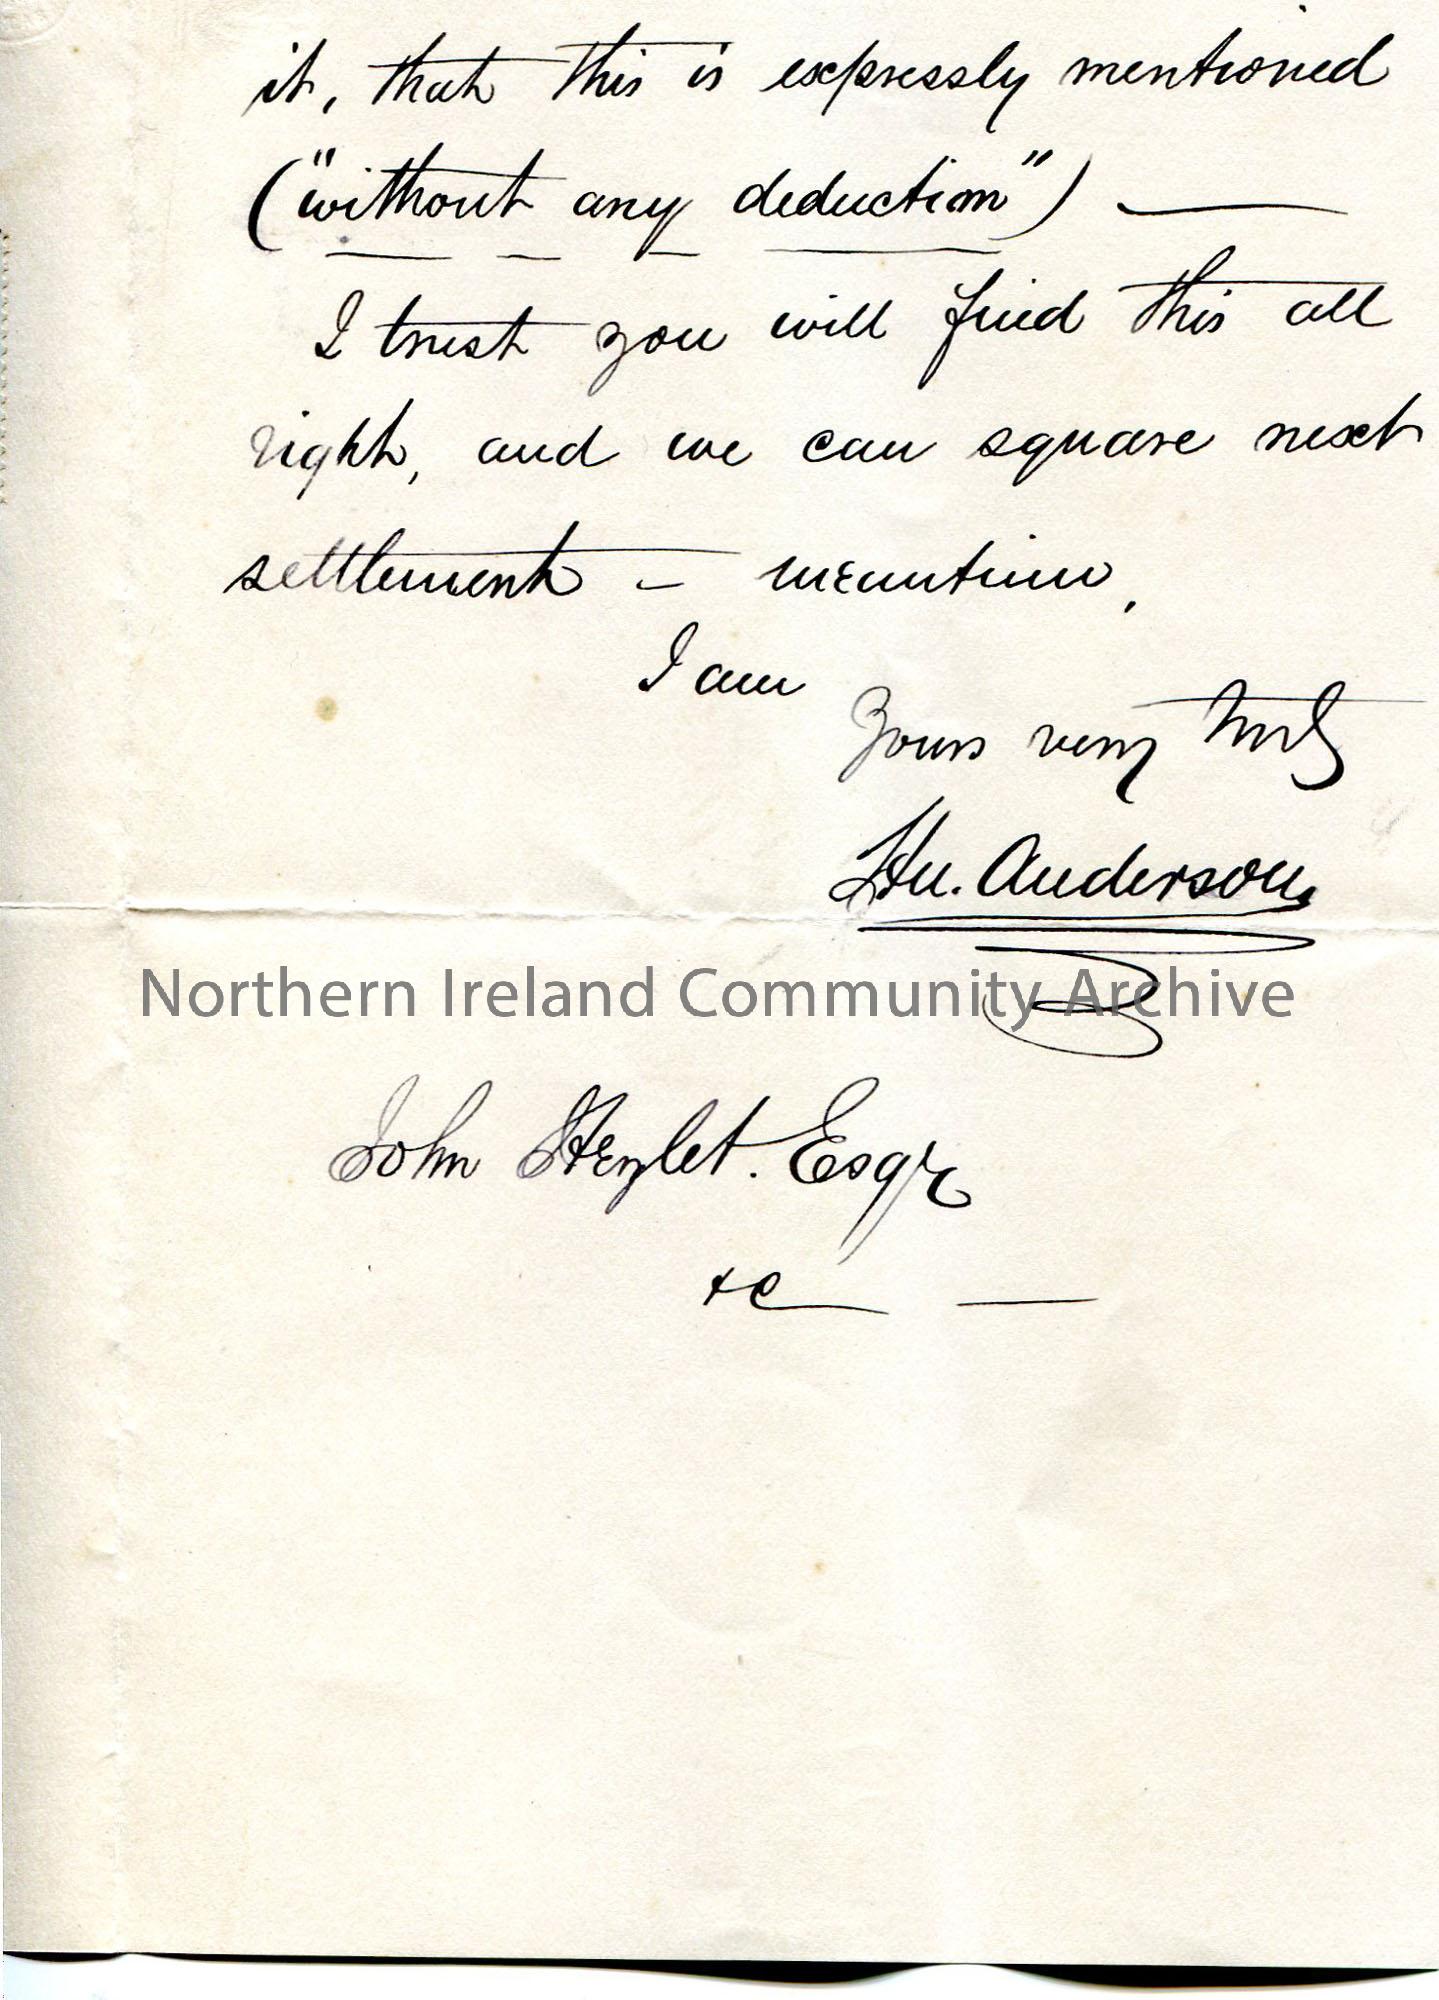 it, that this is expressly mentioned
("without any deduction") —
I trust you will find this all
right, and we can square next
settlement – meantime,
I am
Yours very truly
Hu. Anderson
Northern Ireland Community Archive
John Hezlet. Esqr
&c — —